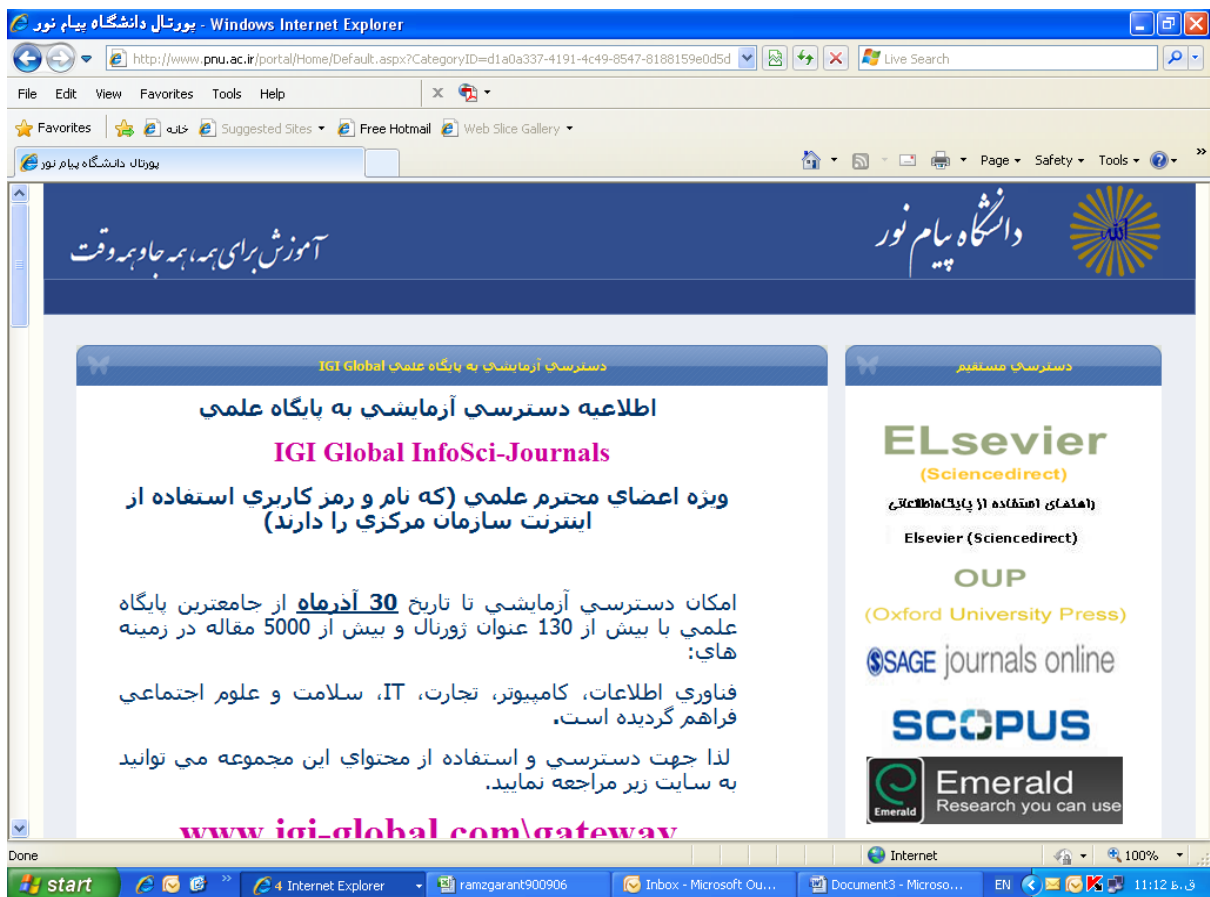 پورتال دانشگاه پيام نور - Windows Internet Explorer
http://www.pnu.ac.ir/portal/Home/Default.aspx?CategoryID=d1a0a337-4191-4c49-8547-8188159e0d5d
Live Search
File Edit View Favorites Tools Help
Favorites خانه Suggested Sites Free Hotmail Web Slice Gallery
پورتال دانشگاه پيام نور
Page Safety Tools
دانشگاه پیام نور
آموزش برای همه، همه جا و همه وقت
دسترسي آزمايشي به پايگاه علمي IGI Global
اطلاعيه دسترسي آزمايشي به پايگاه علمي
IGI Global InfoSci-Journals
ويژه اعضاي محترم علمي (که نام و رمز کاربري استفاده از
اينترنت سازمان مرکزي را دارند)
امکان دسترسي آزمايشي تا تاريخ 30 آذرماه از جامعترين پايگاه
علمي با بيش از 130 عنوان ژورنال و بيش از 5000 مقاله در زمينه
هاي:
فناوري اطلاعات، کامپيوتر، تجارت، IT، سلامت و علوم اجتماعي
فراهم گرديده است.
لذا جهت دسترسي و استفاده از محتواي اين مجموعه مي توانيد
به سايت زير مراجعه نماييد.
www.igi-global.com\gateway
دسترسي مستقيم
ELsevier
(Sciencedirect)
راهنمای استفاده از پایگاه اطلاعاتی
Elsevier (Sciencedirect)
OUP
(Oxford University Press)
SAGE journals online
SCOPUS
Emerald
Emerald
Research you can use
Done
Internet
100%
start
4 Internet Explorer
ramzgarant900906
Inbox - Microsoft Ou...
Document3 - Microso...
EN
11:12 ق.ظ